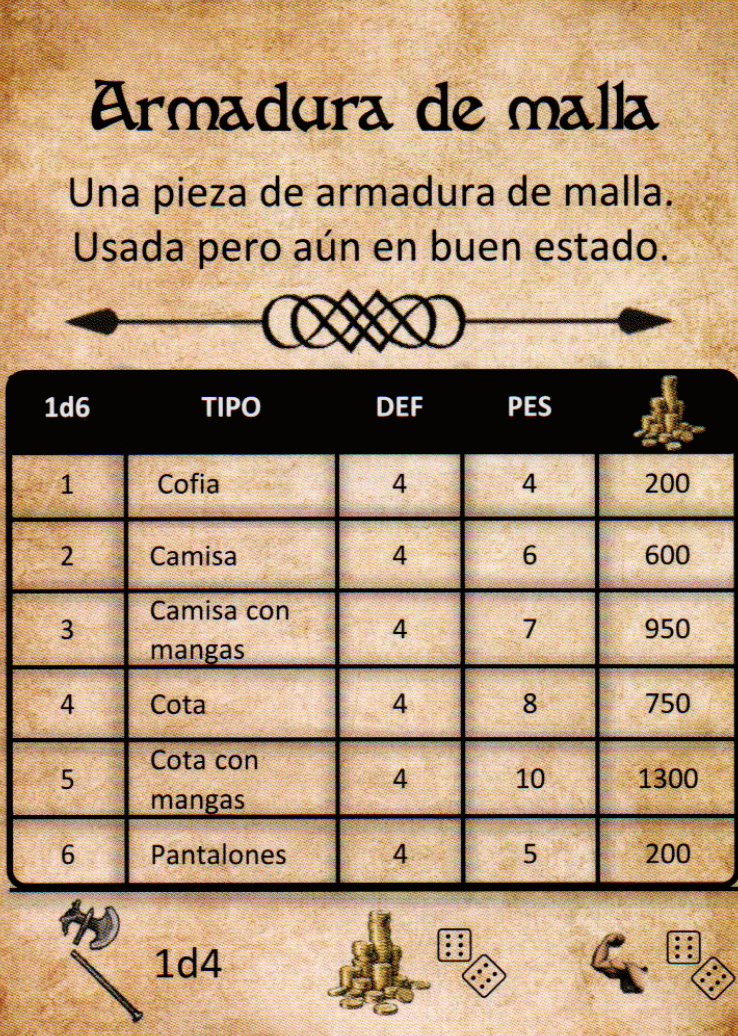 Armadura de malla
Una pieza de armadura de malla.
Usada pero aún en buen estado.
1d6 TIPO DEF PES
1 Cofia 4 4 200
2 Camisa 4 6 600
3 Camisa con mangas 4 7 950
4 Cota 4 8 750
5 Cota con mangas 4 10 1300
6 Pantalones 4 5 200
1d4